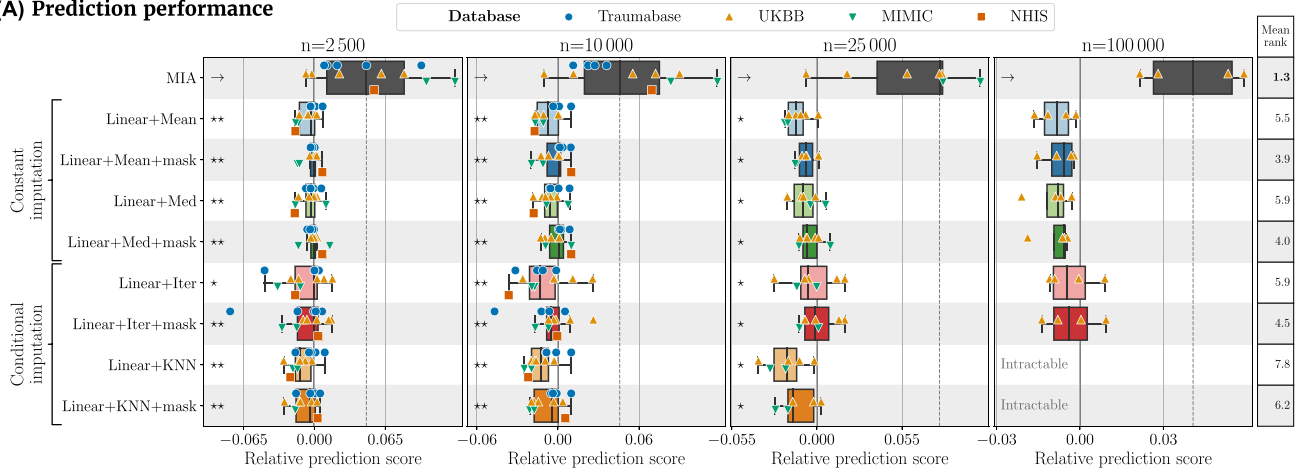 (A) Prediction performance
Database Traumabase UKBB MIMIC NHIS
n=2 500 n=10 000 n=25 000 n=100 000 Mean rank
MIA → → → → 1.3
Constant imputation
Linear+Mean ⋆⋆ ⋆⋆ ⋆ 5.5
Linear+Mean+mask ⋆⋆ ⋆⋆ ⋆ 3.9
Linear+Med ⋆⋆ ⋆⋆ ⋆ 5.9
Linear+Med+mask ⋆⋆ ⋆⋆ ⋆ 4.0
Conditional imputation
Linear+Iter ⋆ ⋆⋆ ⋆ 5.9
Linear+Iter+mask ⋆⋆ ⋆⋆ ⋆ 4.5
Linear+KNN ⋆⋆ ⋆⋆ ⋆ Intractable 7.8
Linear+KNN+mask ⋆⋆ ⋆⋆ ⋆ Intractable 6.2
−0.065 0.000 0.065 −0.06 0.00 0.06 −0.055 0.000 0.055 −0.03 0.00 0.03
Relative prediction score Relative prediction score Relative prediction score Relative prediction score